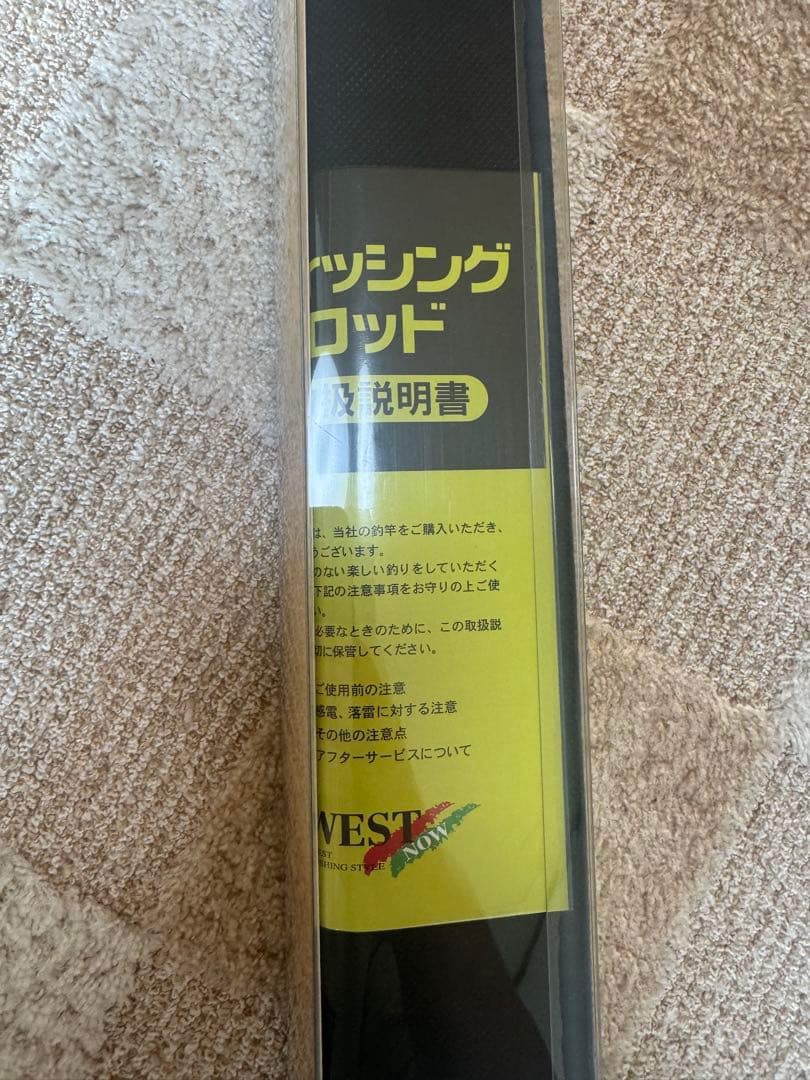 ッシング
ロッド
扱説明書
は、当社の釣竿をご購入いただき、
うございます。
のない楽しい釣りをしていただく
下記の注意事項をお守りの上ご使
い。
必要なときのために、この取扱説
切に保管してください。
ご使用前の注意
感電、落雷に対する注意
その他の注意点
アフターサービスについて
WEST
NOW
SHING STYLE